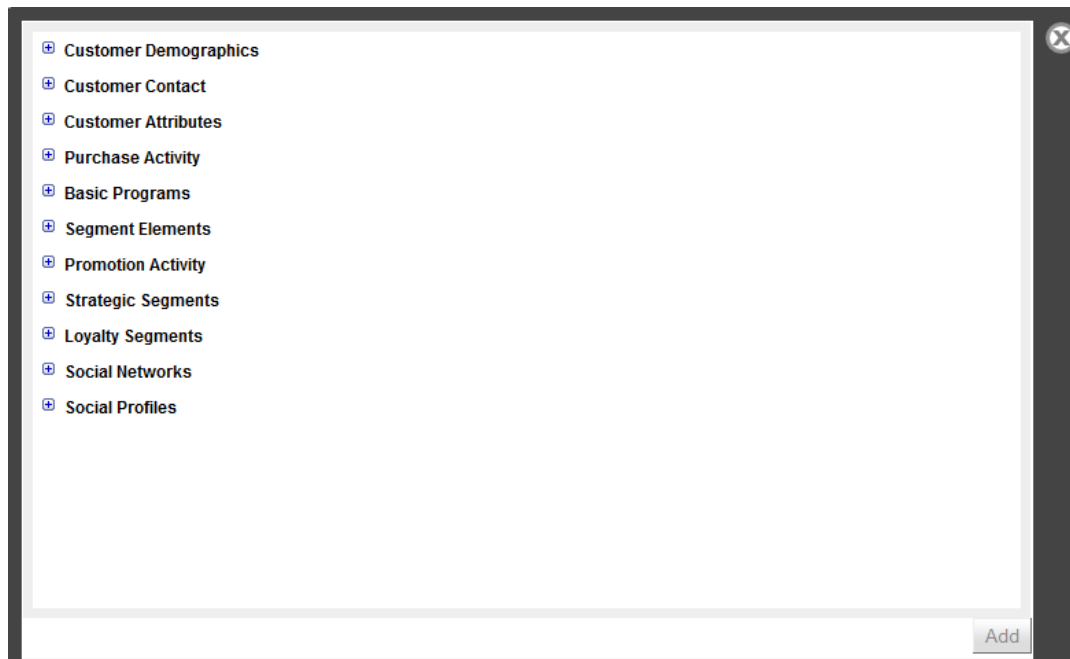 Customer Demographics
Customer Contact
Customer Attributes
Purchase Activity
Basic Programs
Segment Elements
Promotion Activity
Strategic Segments
Loyalty Segments
Social Networks
Social Profiles
Add